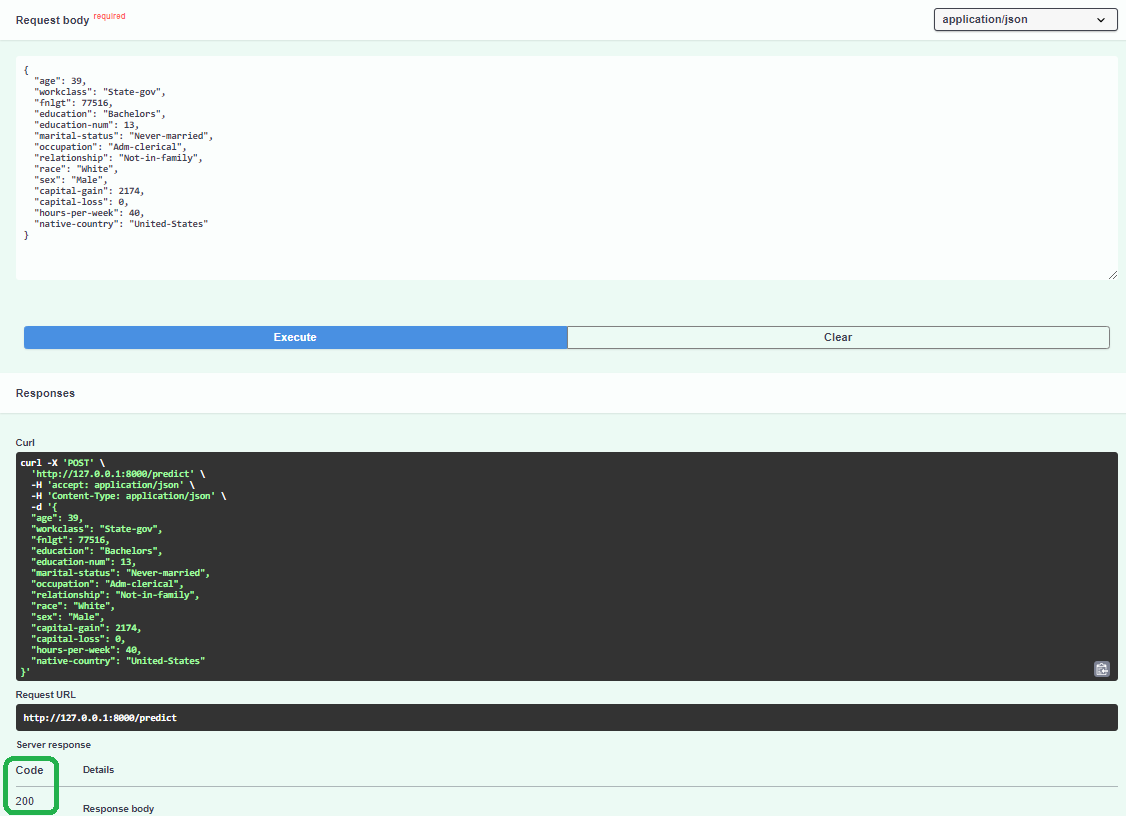 Request body required
application/json
{
  "age": 39,
  "workclass": "State-gov",
  "fnlgt": 77516,
  "education": "Bachelors",
  "education-num": 13,
  "marital-status": "Never-married",
  "occupation": "Adm-clerical",
  "relationship": "Not-in-family",
  "race": "White",
  "sex": "Male",
  "capital-gain": 2174,
  "capital-loss": 0,
  "hours-per-week": 40,
  "native-country": "United-States"
}
Execute
Clear
Responses
Curl
curl -X 'POST' \
  'http://127.0.0.1:8000/predict' \
  -H 'accept: application/json' \
  -H 'Content-Type: application/json' \
  -d '{
  "age": 39,
  "workclass": "State-gov",
  "fnlgt": 77516,
  "education": "Bachelors",
  "education-num": 13,
  "marital-status": "Never-married",
  "occupation": "Adm-clerical",
  "relationship": "Not-in-family",
  "race": "White",
  "sex": "Male",
  "capital-gain": 2174,
  "capital-loss": 0,
  "hours-per-week": 40,
  "native-country": "United-States"
}'
Request URL
http://127.0.0.1:8000/predict
Server response
Code Details
200 Response body